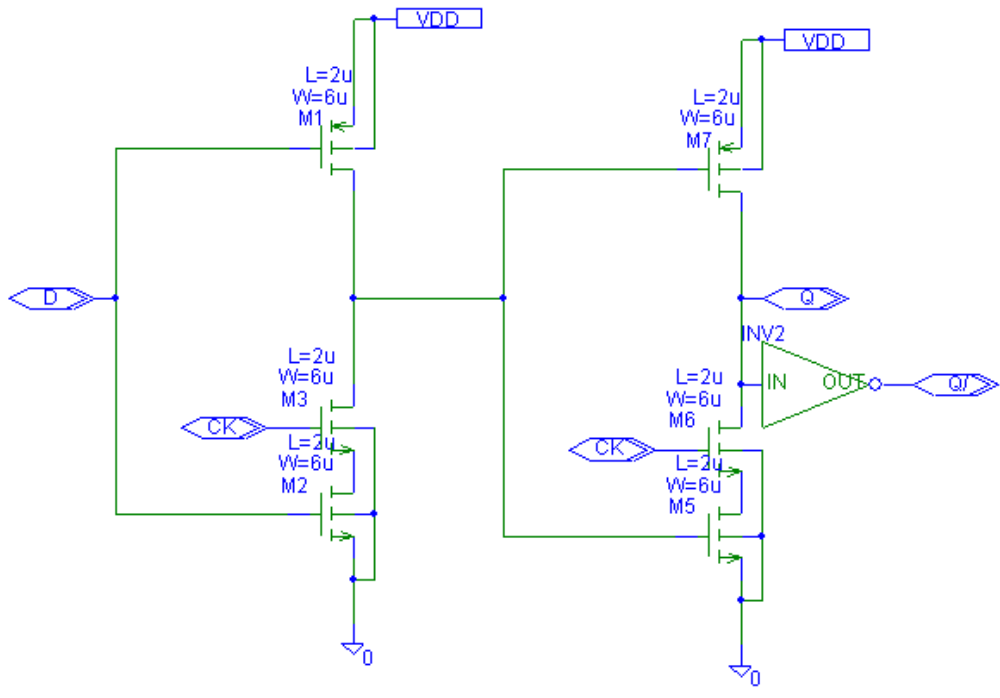 VDD
L=2u
W=6u
M1
VDD
L=2u
W=6u
M7
D
Q
L=2u
W=6u
M3
INV2
IN
OUT
Q/
L=2u
W=6u
M6
CK
CK
L=2u
W=6u
M2
L=2u
W=6u
M5
0
0